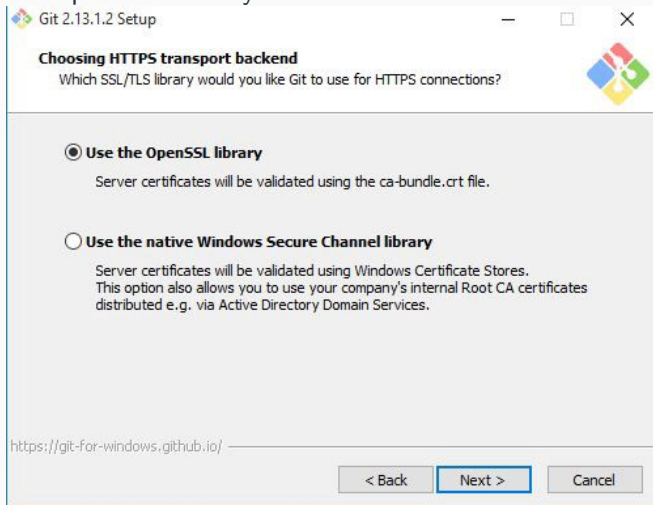 Git 2.13.1.2 Setup
Choosing HTTPS transport backend
Which SSL/TLS library would you like Git to use for HTTPS connections?
Use the OpenSSL library
Server certificates will be validated using the ca-bundle.crt file.
Use the native Windows Secure Channel library
Server certificates will be validated using Windows Certificate Stores.
This option also allows you to use your company's internal Root CA certificates
distributed e.g. via Active Directory Domain Services.
https://git-for-windows.github.io/
< Back Next > Cancel